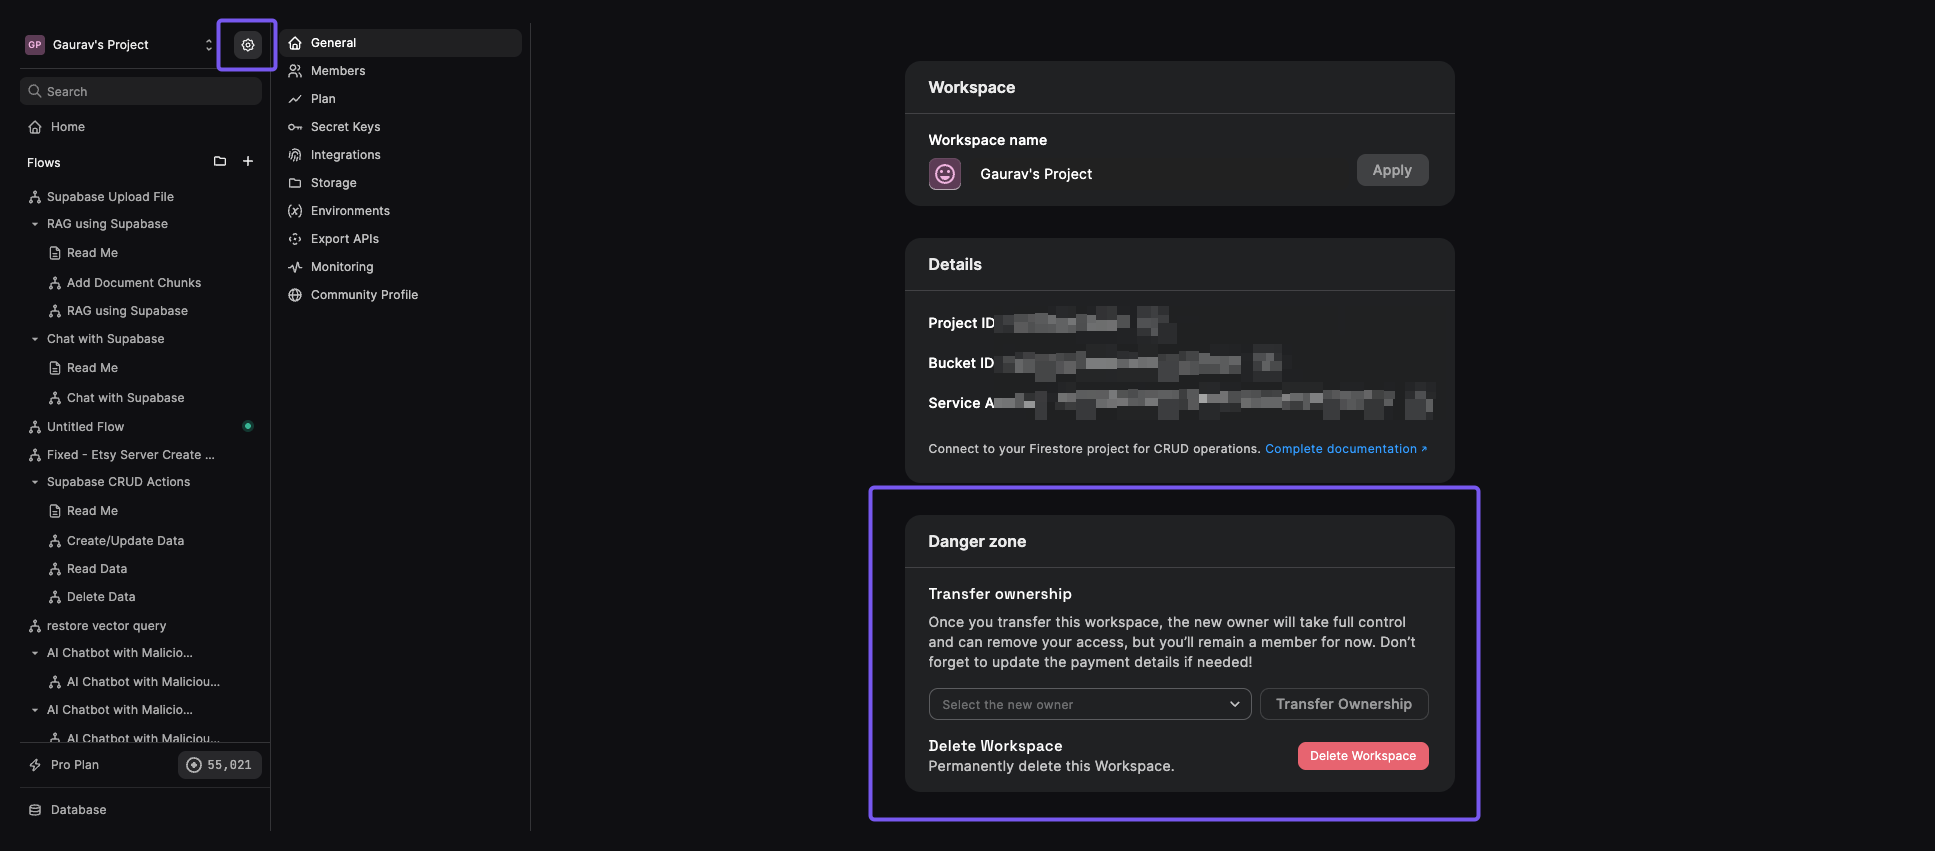 GP Gaurav's Project
Search
Home
Flows
Supabase Upload File
RAG using Supabase
Read Me
Add Document Chunks
RAG using Supabase
Chat with Supabase
Read Me
Chat with Supabase
Untitled Flow
Fixed - Etsy Server Create ...
Supabase CRUD Actions
Read Me
Create/Update Data
Read Data
Delete Data
restore vector query
AI Chatbot with Malicio...
AI Chatbot with Maliciou...
AI Chatbot with Malicio...
AI Chatbot with Maliciou...
Pro Plan 55,021
Database
General
Members
Plan
Secret Keys
Integrations
Storage
Environments
Export APIs
Monitoring
Community Profile
Workspace
Workspace name
Gaurav's Project Apply
Details
Project ID
Bucket ID
Service A
Connect to your Firestore project for CRUD operations. Complete documentation
Danger zone
Transfer ownership
Once you transfer this workspace, the new owner will take full control
and can remove your access, but you’ll remain a member for now. Don’t
forget to update the payment details if needed!
Select the new owner Transfer Ownership
Delete Workspace
Permanently delete this Workspace. Delete Workspace